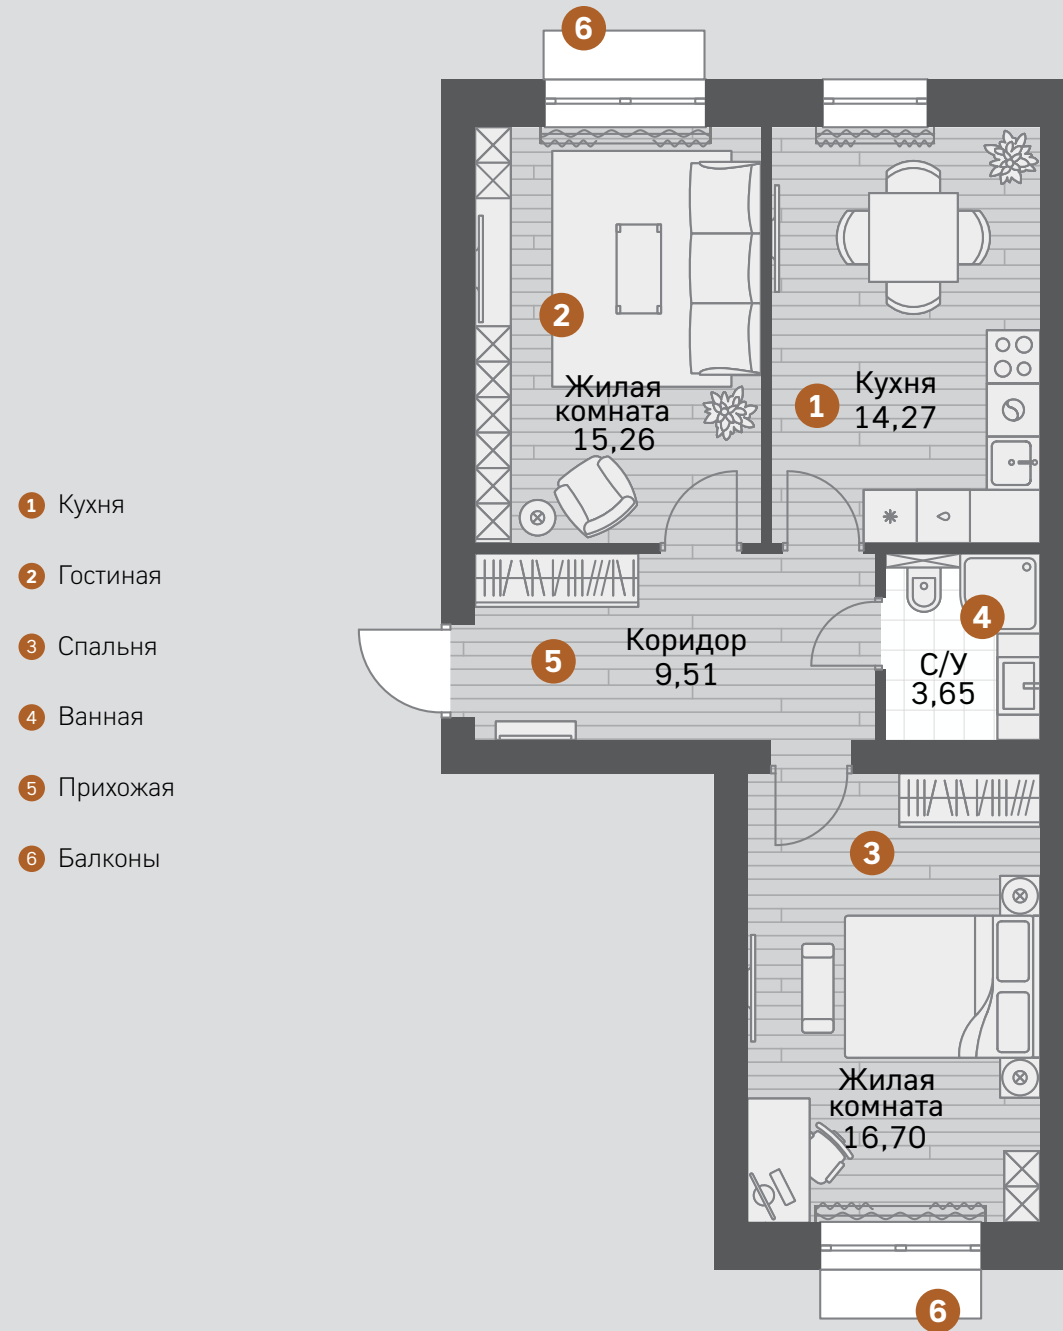 6
2
Жилая
комната
15,26
1
Кухня
14,27
1 Кухня
2 Гостиная
3 Спальня
4 Ванная
5 Прихожая
6 Балконы
5
Коридор
9,51
4
С/У
3,65
3
Жилая
комната
16,70
6